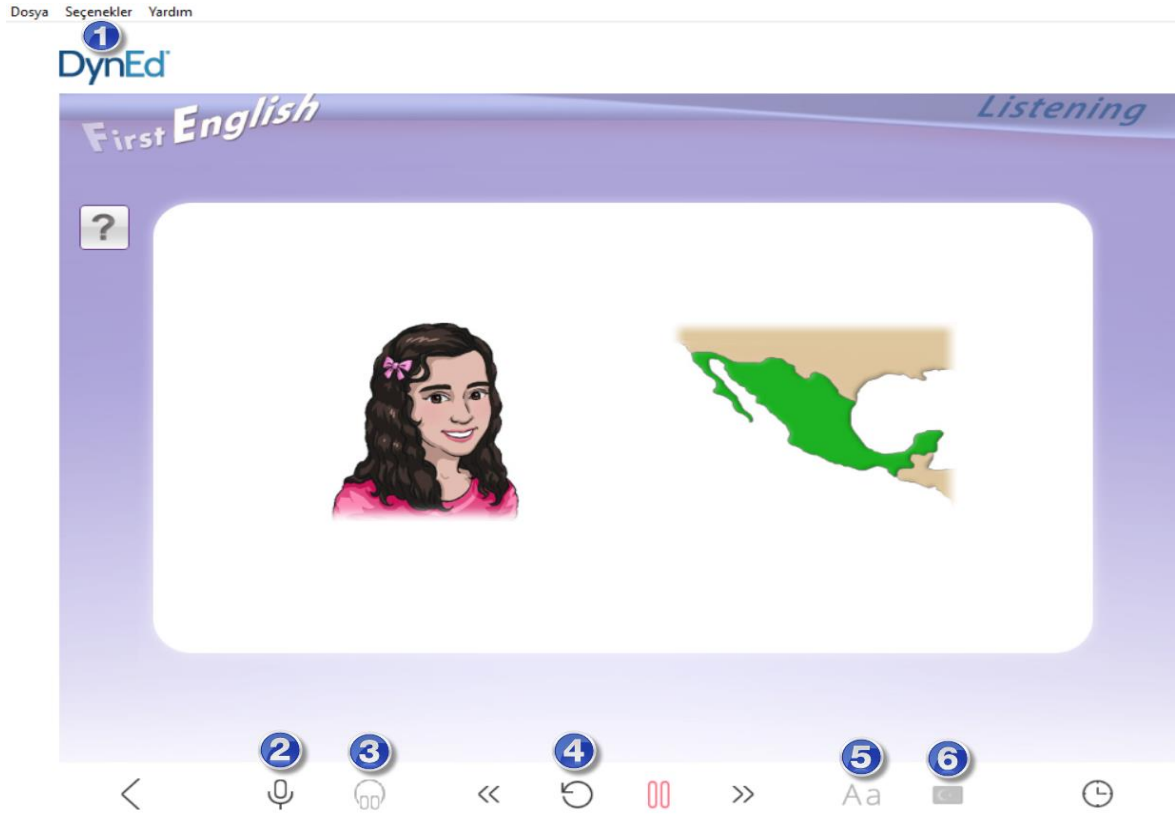 Dosya Seçenekler Yardım
1
DynEd
First English
Listening
?
2 3 4 5 6
Aa